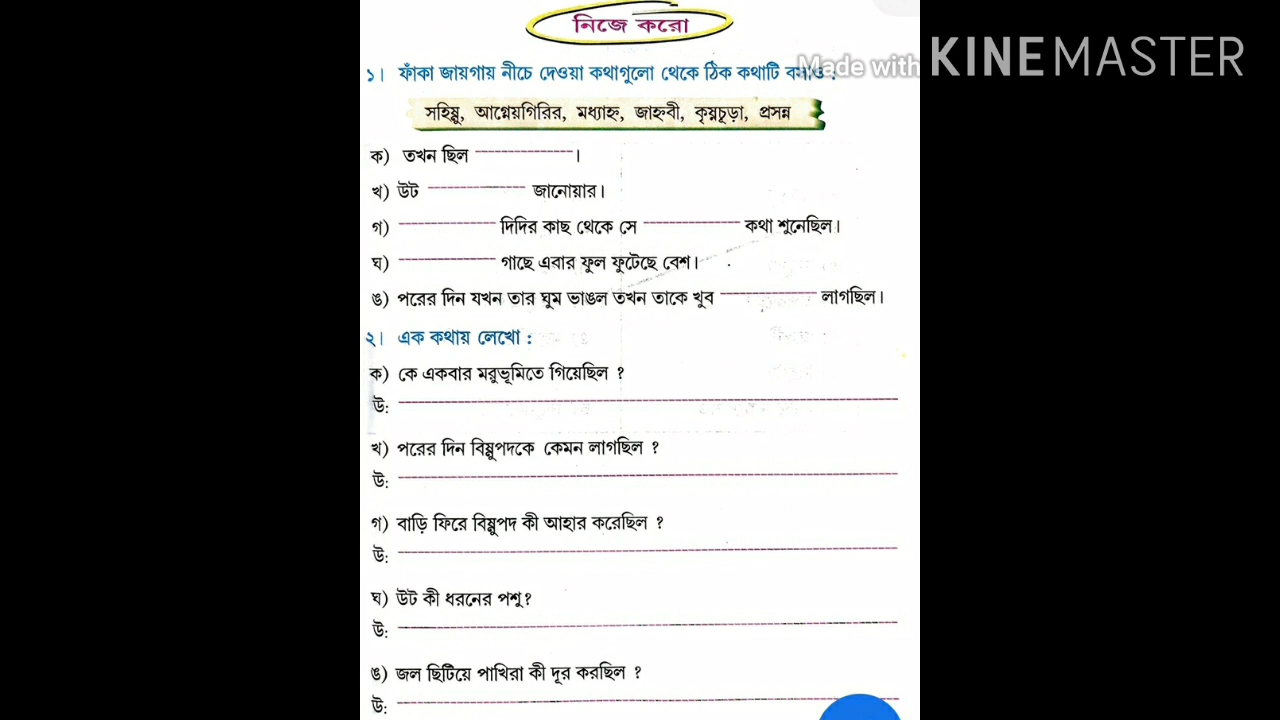 নিজে করো
Made with KINEMASTER
১। ফাঁকা জায়গায় নীচে দেওয়া কথাগুলো থেকে ঠিক কথাটি বসাও :
সহিষ্ণু, আগ্নেয়গিরির, মধ্যাহ্ন, জাহ্নবী, কৃষ্ণচূড়া, প্রসন্ন
ক) তখন ছিল ------------ ।
খ) উট ------------ জানোয়ার।
গ) ------------ দিদির কাছ থেকে সে ------------ কথা শুনেছিল।
ঘ) ------------ গাছে এবার ফুল ফুটেছে বেশ।
ঙ) পরের দিন যখন তার ঘুম ভাঙল তখন তাকে খুব ------------ লাগছিল।
২। এক কথায় লেখো :
ক) কে একবার মরুভূমিতে গিয়েছিল ?
উ:
খ) পরের দিন বিষ্ণুপদকে কেমন লাগছিল ?
উ:
গ) বাড়ি ফিরে বিষ্ণুপদ কী আহার করেছিল ?
উ:
ঘ) উট কী ধরনের পশু?
উ:
ঙ) জল ছিটিয়ে পাখিরা কী দূর করছিল ?
উ: